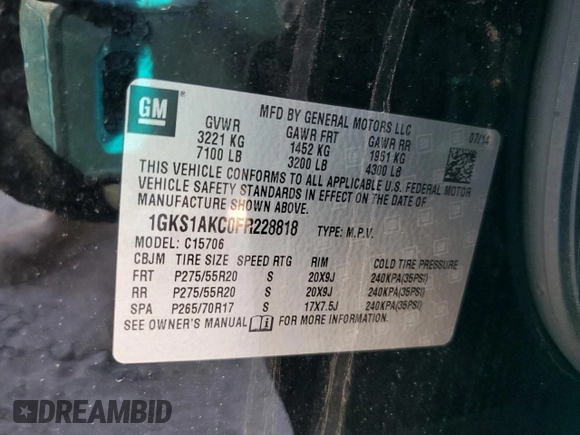 GM
MFD BY GENERAL MOTORS LLC
07/14
GVWR GAWR FRT GAWR RR
3221 KG 1452 KG 1951 KG
7100 LB 3200 LB 4300 LB
THIS VEHICLE CONFORMS TO ALL APPLICABLE U.S. FEDERAL MOTOR
VEHICLE SAFETY STANDARDS IN EFFECT ON THE DATE OF
MANUFACTURE SHOWN ABOVE.
1GKS1AKC0FR228818 TYPE: M.P.V.
MODEL: C15706
CBJM TIRE SIZE SPEED RTG RIM COLD TIRE PRESSURE
FRT P275/55R20 S 20X9J 240KPA(35PSI)
RR P275/55R20 S 20X9J 240KPA(35PSI)
SPA P265/70R17 S 17X7.5J 240KPA(35PSI)
SEE OWNER'S MANUAL FOR MORE INFORMATION.
DREAMBID